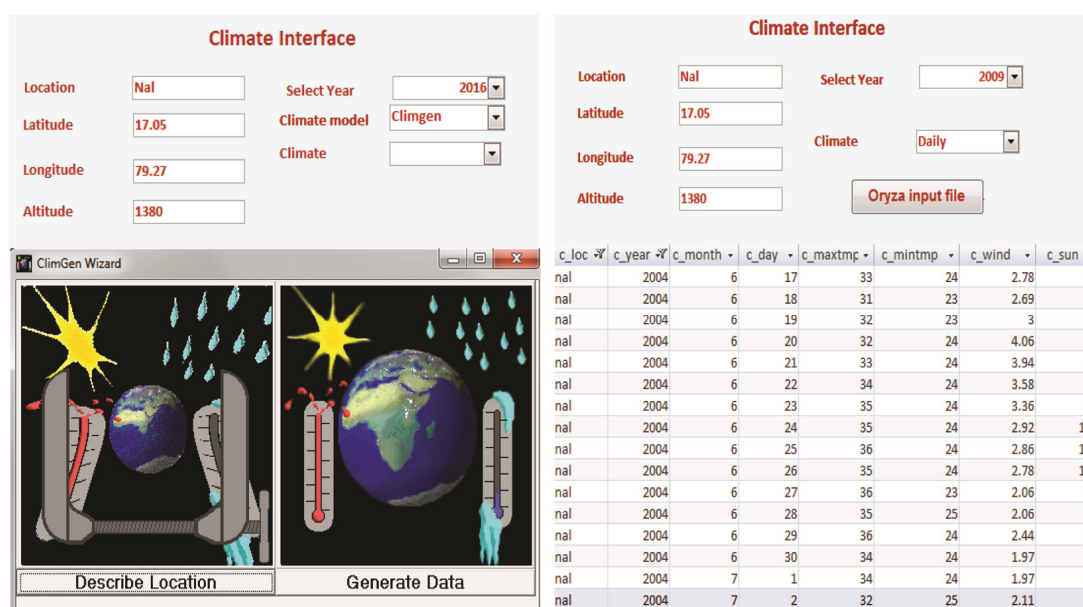 Climate Interface
Location Nal Select Year 2016
Latitude 17.05 Climate model Climgen
Longitude 79.27 Climate
Altitude 1380
ClimGen Wizard
Describe Location Generate Data
Climate Interface
Location Nal Select Year 2009
Latitude 17.05
Climate Daily
Longitude 79.27
Altitude 1380 Oryza input file
c_loc c_year c_month c_day c_maxtmp c_mintmp c_wind c_sun
nal 2004 6 17 33 24 2.78
nal 2004 6 18 31 23 2.69
nal 2004 6 19 32 23 3
nal 2004 6 20 32 24 4.06
nal 2004 6 21 33 24 3.94
nal 2004 6 22 34 24 3.58
nal 2004 6 23 35 24 3.36
nal 2004 6 24 35 24 2.92 1
nal 2004 6 25 36 24 2.86 1
nal 2004 6 26 35 24 2.78 1
nal 2004 6 27 36 23 2.06
nal 2004 6 28 35 25 2.06
nal 2004 6 29 36 24 2.44
nal 2004 6 30 34 24 1.97
nal 2004 7 1 34 24 1.97
nal 2004 7 2 32 25 2.11